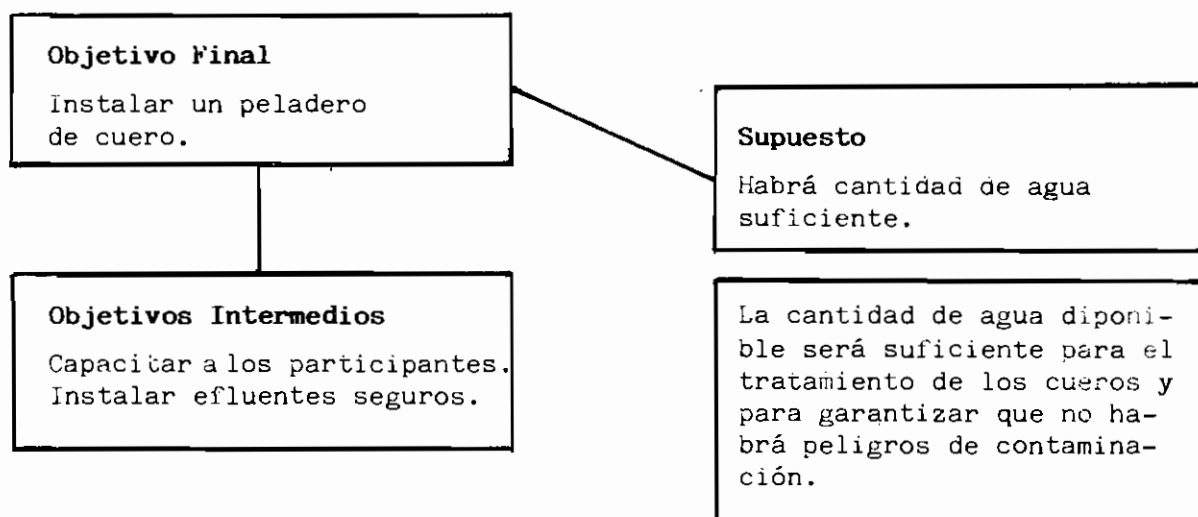 Objetivo Final
Instalar un peladero
de cuero.
Supuesto
Habrá cantidad de agua
suficiente.
Objetivos Intermedios
Capacitar a los participantes.
Instalar efluentes seguros.
La cantidad de agua diponi-
ble será suficiente para el
tratamiento de los cueros y
para garantizar que no ha-
brá peligros de contamina-
ción.